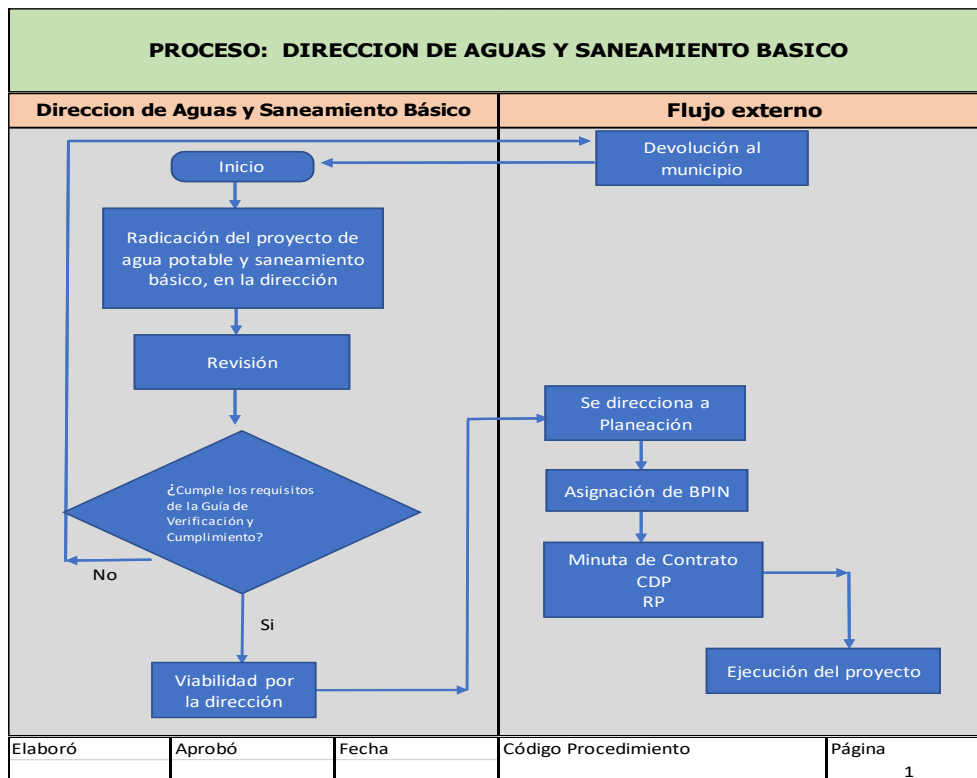 PROCESO: DIRECCION DE AGUAS Y SANEAMIENTO BASICO
Direccion de Aguas y Saneamiento Básico
Flujo externo
Devolución al
municipio
Inicio
Radicación del proyecto de
agua potable y saneamiento
básico, en la dirección
Revisión
¿Cumple los requisitos
de la Guía de
Verificación y
Cumplimiento?
No
Si
Viabilidad por
la dirección
Se direcciona a
Planeación
Asignación de BPIN
Minuta de Contrato
CDP
RP
Ejecución del proyecto
Elaboró
Aprobó
Fecha
Código Procedimiento
Página
1